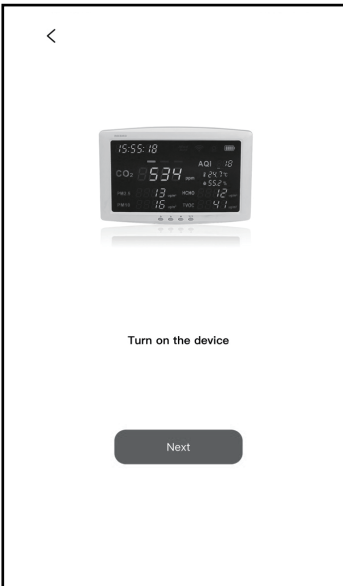 15:55:18
AQI 18
CO₂ 534 ppm
24.7℃
55.2%
PM2.5 13 HCHO 12
PM10 16 TVOC 41
Turn on the device
Next